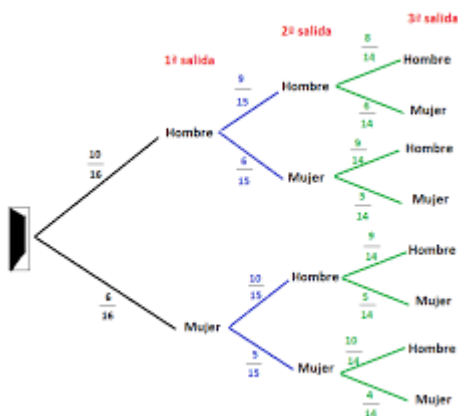 1ª salida
2ª salida
3ª salida
10/16
Hombre
9/15
Hombre
8/14
Hombre
6/14
Mujer
6/15
Mujer
9/14
Hombre
5/14
Mujer
6/16
Mujer
10/15
Hombre
9/14
Hombre
5/14
Mujer
5/15
Mujer
10/14
Hombre
4/14
Mujer